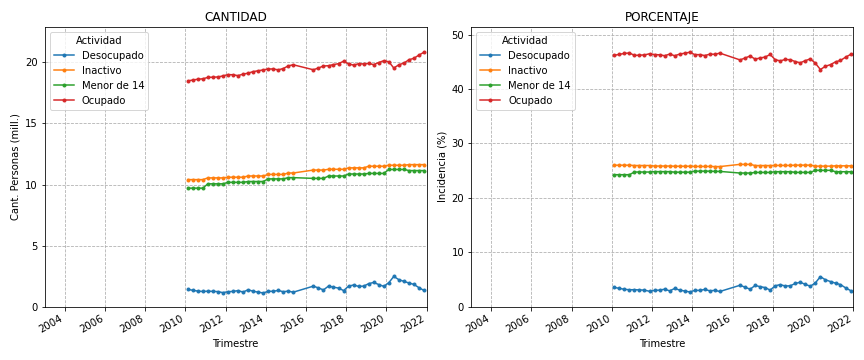 CANTIDAD
Cant. Personas (mill.)
20
15
10
5
0
Actividad
Desocupado
Inactivo
Menor de 14
Ocupado
2004 2006 2008 2010 2012 2014 2016 2018 2020 2022
Trimestre
PORCENTAJE
Incidencia (%)
50
40
30
20
10
0
Actividad
Desocupado
Inactivo
Menor de 14
Ocupado
2004 2006 2008 2010 2012 2014 2016 2018 2020 2022
Trimestre